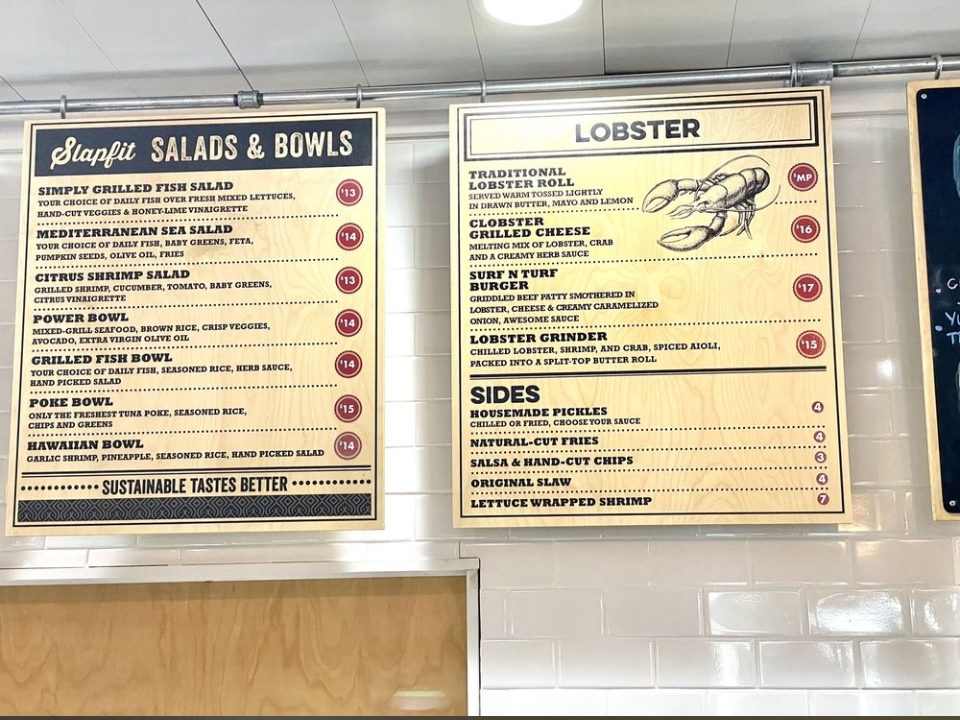 Slapfit SALADS & BOWLS
SIMPLY GRILLED FISH SALAD
YOUR CHOICE OF DAILY FISH OVER FRESH MIXED LETTUCES,
HAND-CUT VEGGIES & HONEY-LIME VINAIGRETTE
$13
MEDITERRANEAN SEA SALAD
YOUR CHOICE OF DAILY FISH, BABY GREENS, FETA,
PUMPKIN SEEDS, OLIVE OIL, FRIES
$14
CITRUS SHRIMP SALAD
GRILLED SHRIMP, CUCUMBER, TOMATO, BABY GREENS,
CITRUS VINAIGRETTE
$13
POWER BOWL
MIXED-GRILL SEAFOOD, BROWN RICE, CRISP VEGGIES,
AVOCADO, EXTRA VIRGIN OLIVE OIL
$14
GRILLED FISH BOWL
YOUR CHOICE OF DAILY FISH, SEASONED RICE, HERB SAUCE,
HAND PICKED SALAD
$14
POKE BOWL
ONLY THE FRESHEST TUNA POKE, SEASONED RICE,
CHIPS AND GREENS
$15
HAWAIIAN BOWL
GARLIC SHRIMP, PINEAPPLE, SEASONED RICE, HAND PICKED SALAD
$14
SUSTAINABLE TASTES BETTER
LOBSTER
TRADITIONAL
LOBSTER ROLL
SERVED WARM TOSSED LIGHTLY
IN DRAWN BUTTER, MAYO AND LEMON
$MP
CLOBSTER
GRILLED CHEESE
MELTING MIX OF LOBSTER, CRAB
AND A CREAMY HERB SAUCE
$16
SURF N TURF
BURGER
GRIDDLED BEEF PATTY SMOTHERED IN
LOBSTER, CHEESE & CREAMY CARAMELIZED
ONION, AWESOME SAUCE
$17
LOBSTER GRINDER
CHILLED LOBSTER, SHRIMP, AND CRAB, SPICED AIOLI,
PACKED INTO A SPLIT-TOP BUTTER ROLL
$15
SIDES
HOUSEMADE PICKLES 4
CHILLED OR FRIED, CHOOSE YOUR SAUCE
NATURAL-CUT FRIES 4
SALSA & HAND-CUT CHIPS 3
ORIGINAL SLAW 4
LETTUCE WRAPPED SHRIMP 7